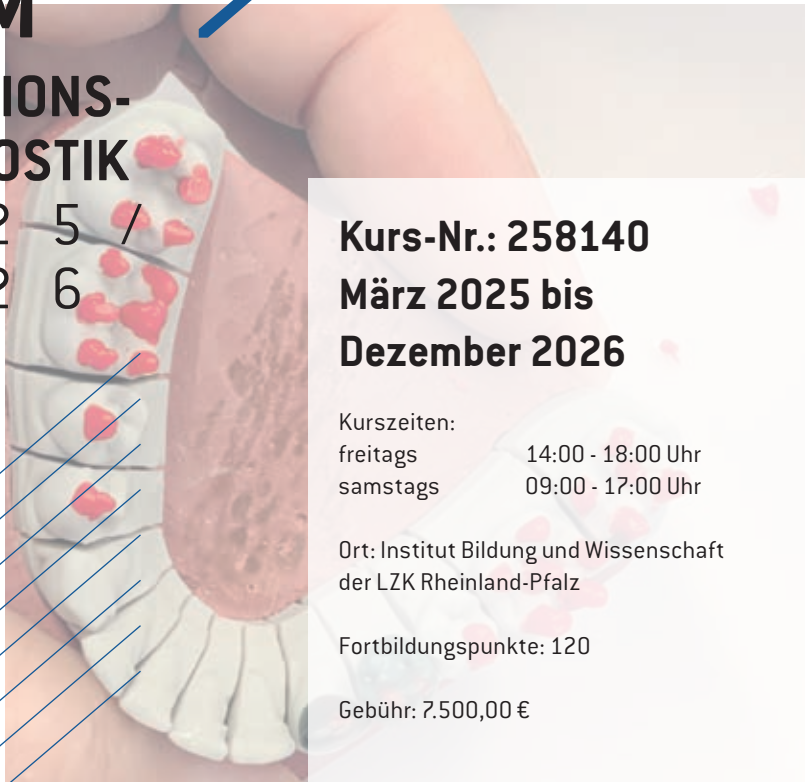 M
IONS-
OSTIK
2 5 /
2 6
Kurs-Nr.: 258140
März 2025 bis
Dezember 2026
Kurszeiten:
freitags 14:00 - 18:00 Uhr
samstags 09:00 - 17:00 Uhr
Ort: Institut Bildung und Wissenschaft
der LZK Rheinland-Pfalz
Fortbildungspunkte: 120
Gebühr: 7.500,00 €